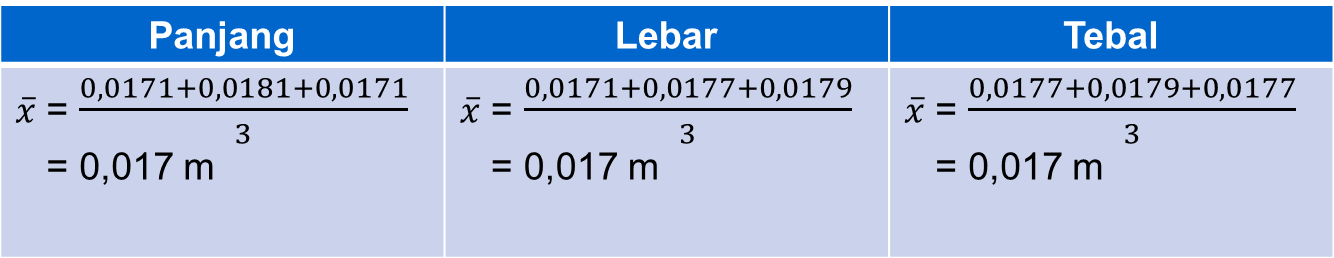 Panjang
Lebar
Tebal
x̄ = 0,0171+0,0181+0,0171
3
= 0,017 m
x̄ = 0,0171+0,0177+0,0179
3
= 0,017 m
x̄ = 0,0177+0,0179+0,0177
3
= 0,017 m